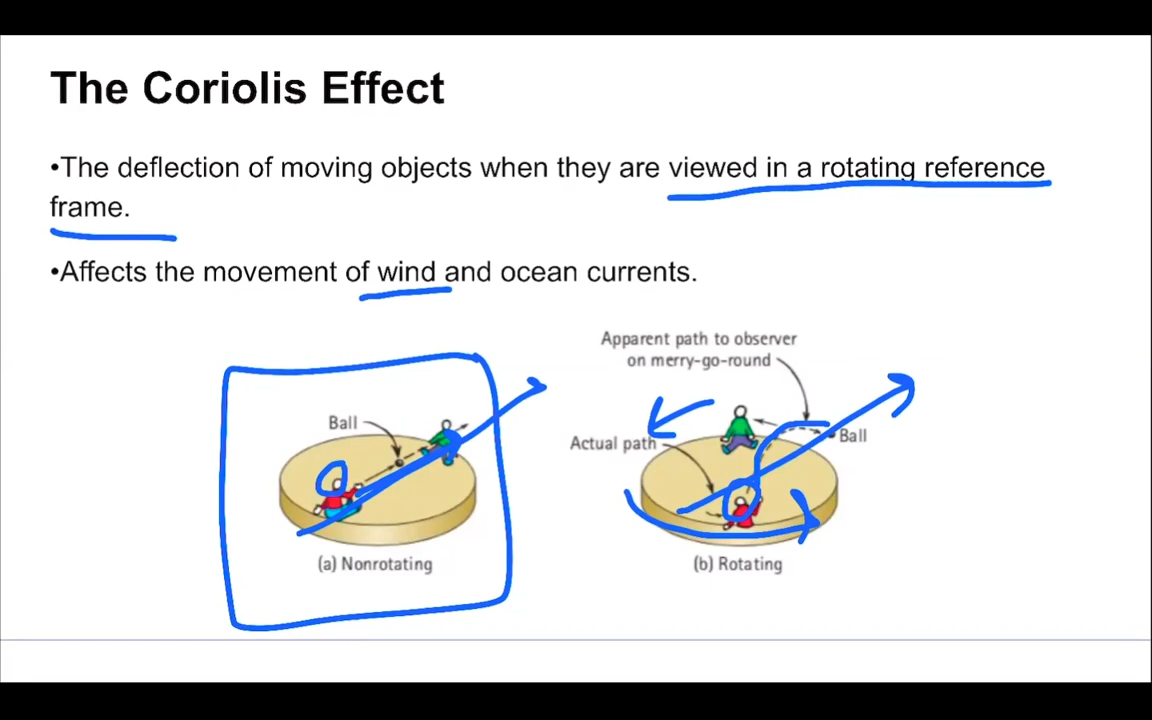 The Coriolis Effect
•The deflection of moving objects when they are viewed in a rotating reference
frame.
•Affects the movement of wind and ocean currents.
Apparent path to observer
on merry-go-round
Ball
Actual path
Ball
(a) Nonrotating
(b) Rotating